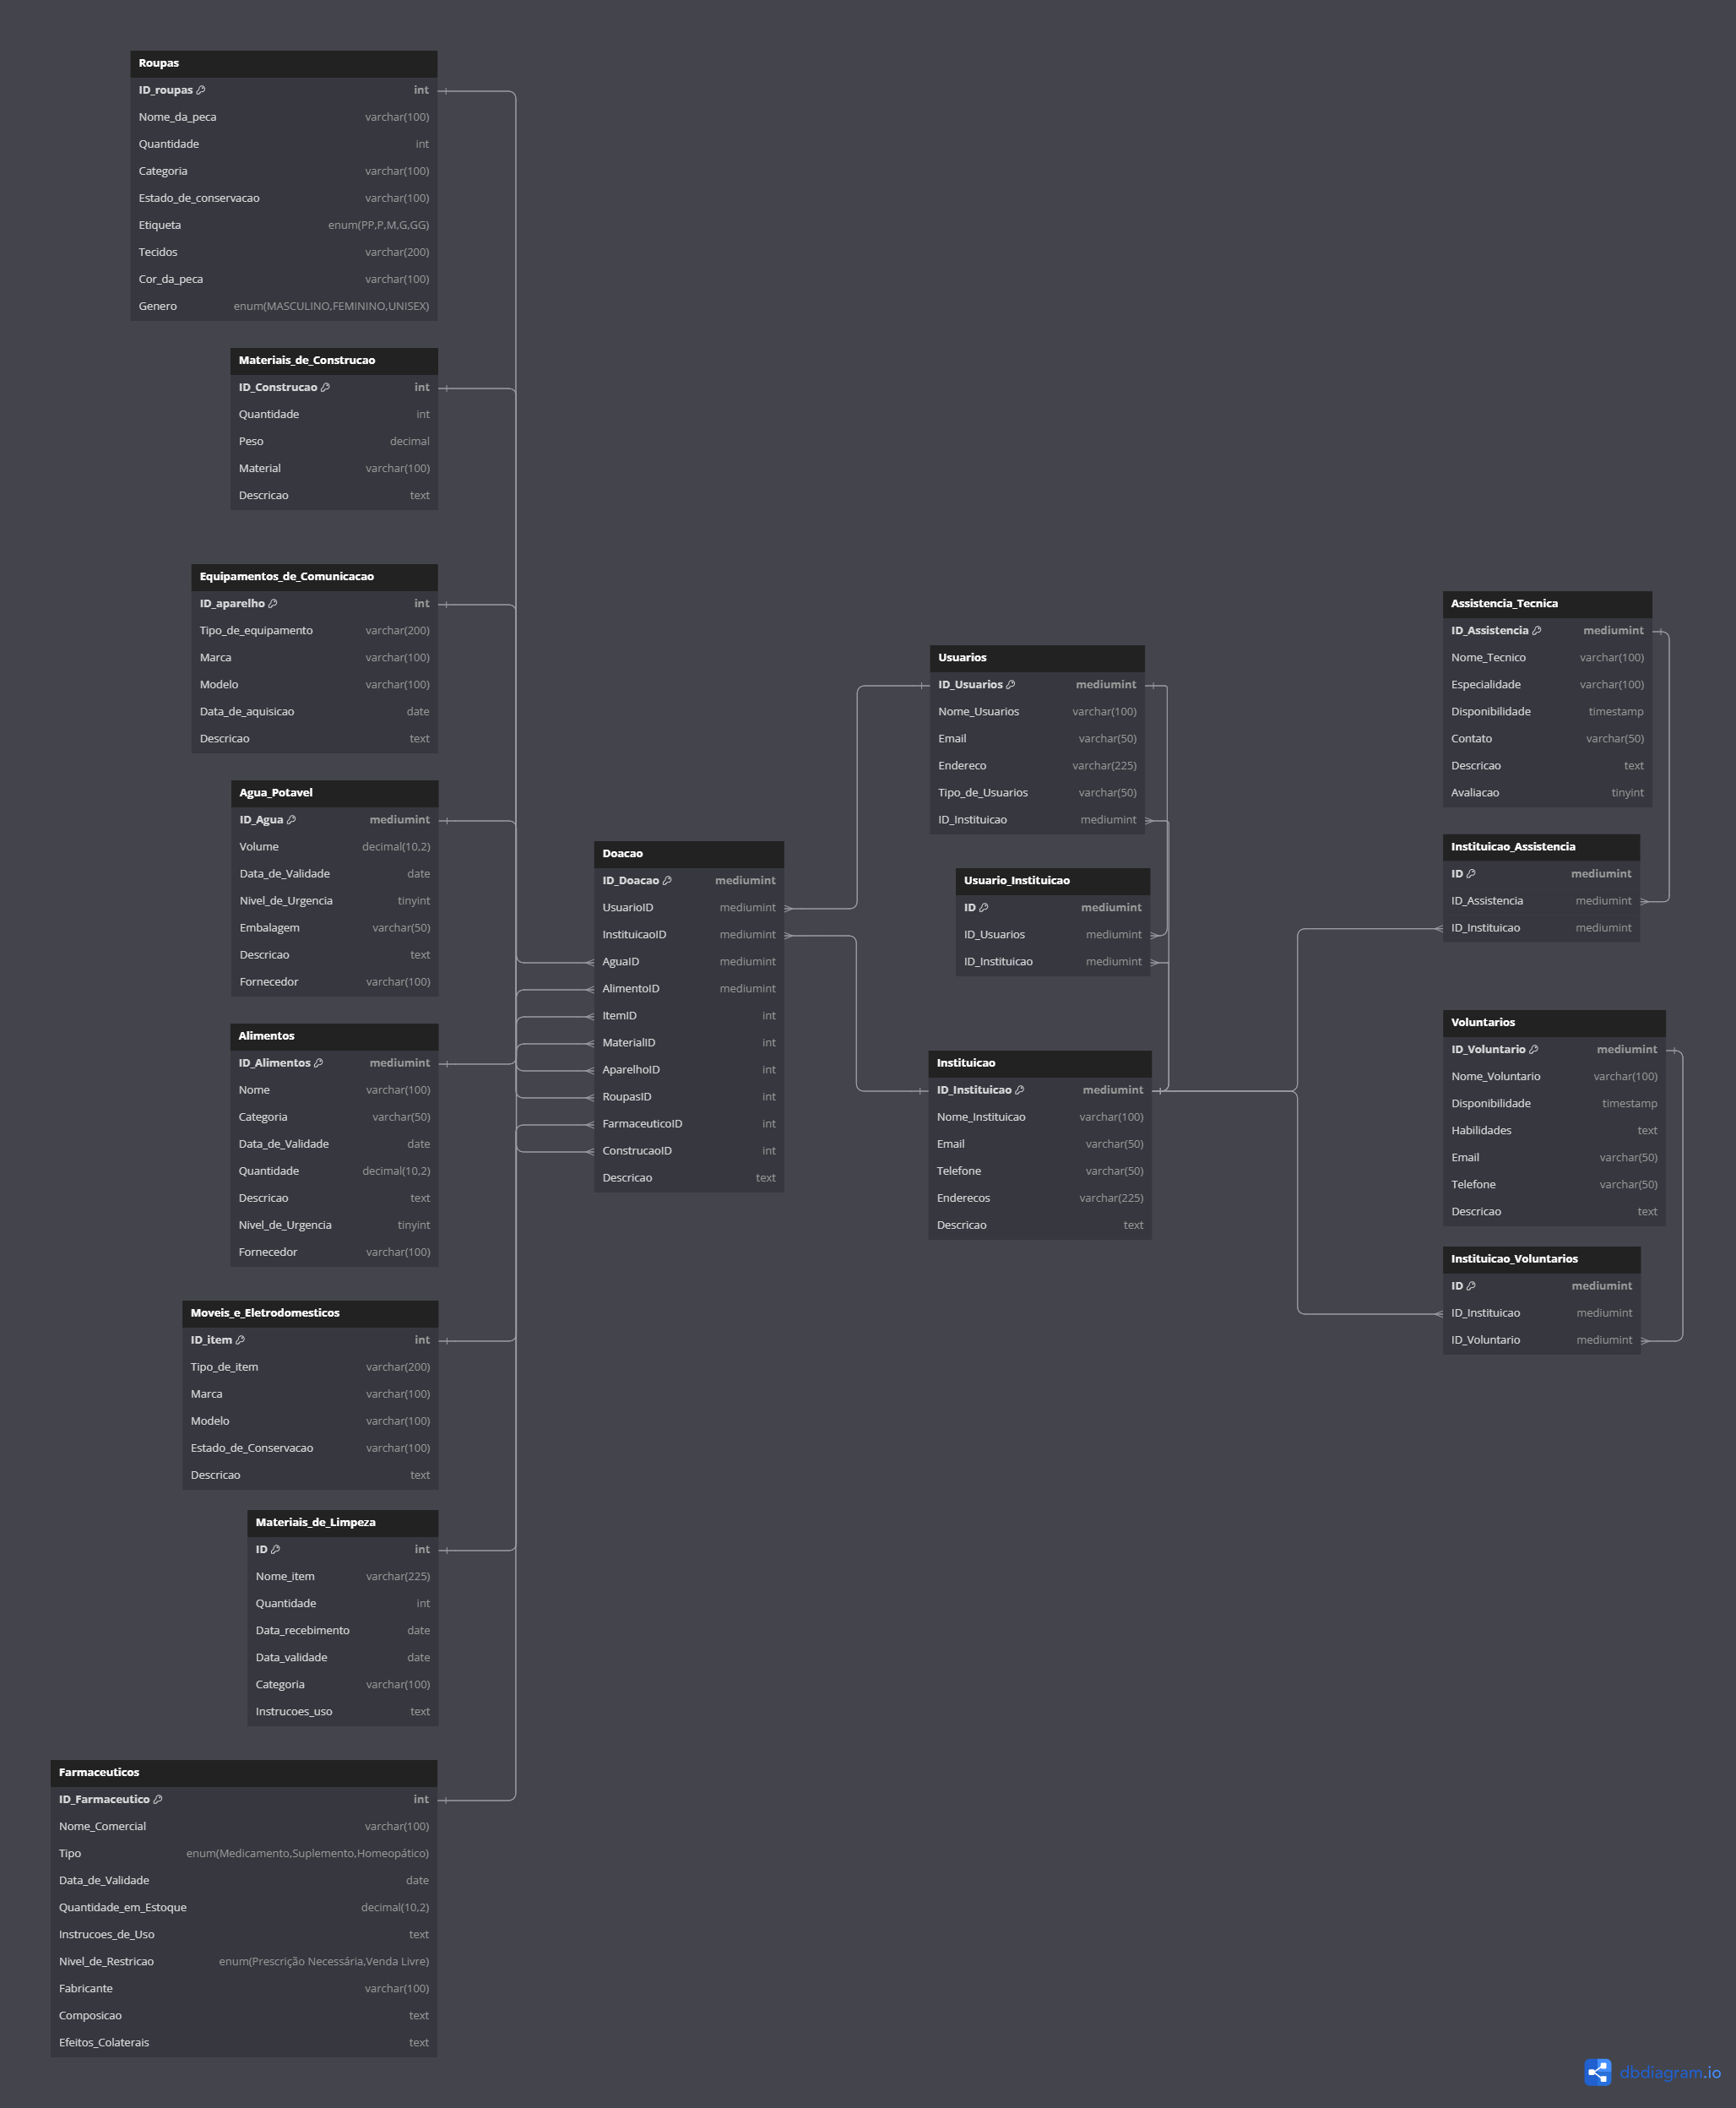 Roupas
ID_roupas int
Nome_da_peca varchar(100)
Quantidade int
Categoria varchar(100)
Estado_de_conservacao varchar(100)
Etiqueta enum(PP,P,M,G,GG)
Tecidos varchar(200)
Cor_da_peca varchar(100)
Genero enum(MASCULINO,FEMININO,UNISEX)
Materiais_de_Construcao
ID_Construcao int
Quantidade int
Peso decimal
Material varchar(100)
Descricao text
Equipamentos_de_Comunicacao
ID_aparelho int
Tipo_de_equipamento varchar(200)
Marca varchar(100)
Modelo varchar(100)
Data_de_aquisicao date
Descricao text
Agua_Potavel
ID_Agua mediumint
Volume decimal(10,2)
Data_de_Validade date
Nivel_de_Urgencia tinyint
Embalagem varchar(50)
Descricao text
Fornecedor varchar(100)
Alimentos
ID_Alimentos mediumint
Nome varchar(100)
Categoria varchar(50)
Data_de_Validade date
Quantidade decimal(10,2)
Descricao text
Nivel_de_Urgencia tinyint
Fornecedor varchar(100)
Moveis_e_Eletrodomesticos
ID_item int
Tipo_de_item varchar(200)
Marca varchar(100)
Modelo varchar(100)
Estado_de_Conservacao varchar(100)
Descricao text
Materiais_de_Limpeza
ID int
Nome_item varchar(225)
Quantidade int
Data_recebimento date
Data_validade date
Categoria varchar(100)
Instrucoes_uso text
Farmaceuticos
ID_Farmaceutico int
Nome_Comercial varchar(100)
Tipo enum(Medicamento,Suplemento,Homeopático)
Data_de_Validade date
Quantidade_em_Estoque decimal(10,2)
Instrucoes_de_Uso text
Nivel_de_Restricao enum(Prescrição Necessária,Venda Livre)
Fabricante varchar(100)
Composicao text
Efeitos_Colaterais text
Doacao
ID_Doacao mediumint
UsuarioID mediumint
InstituicaoID mediumint
AguaID mediumint
AlimentoID mediumint
ItemID int
MaterialID int
AparelhoID int
RoupasID int
FarmaceuticoID int
ConstrucaoID int
Descricao text
Usuarios
ID_Usuarios mediumint
Nome_Usuarios varchar(100)
Email varchar(50)
Endereco varchar(225)
Tipo_de_Usuarios varchar(50)
ID_Instituicao mediumint
Usuario_Instituicao
ID mediumint
ID_Usuarios mediumint
ID_Instituicao mediumint
Instituicao
ID_Instituicao mediumint
Nome_Instituicao varchar(100)
Email varchar(50)
Telefone varchar(50)
Enderecos varchar(225)
Descricao text
Assistencia_Tecnica
ID_Assistencia mediumint
Nome_Tecnico varchar(100)
Especialidade varchar(100)
Disponibilidade timestamp
Contato varchar(50)
Descricao text
Avaliacao tinyint
Instituicao_Assistencia
ID mediumint
ID_Assistencia mediumint
ID_Instituicao mediumint
Voluntarios
ID_Voluntario mediumint
Nome_Voluntario varchar(100)
Disponibilidade timestamp
Habilidades text
Email varchar(50)
Telefone varchar(50)
Descricao text
Instituicao_Voluntarios
ID mediumint
ID_Instituicao mediumint
ID_Voluntario mediumint
dbdiagram.io